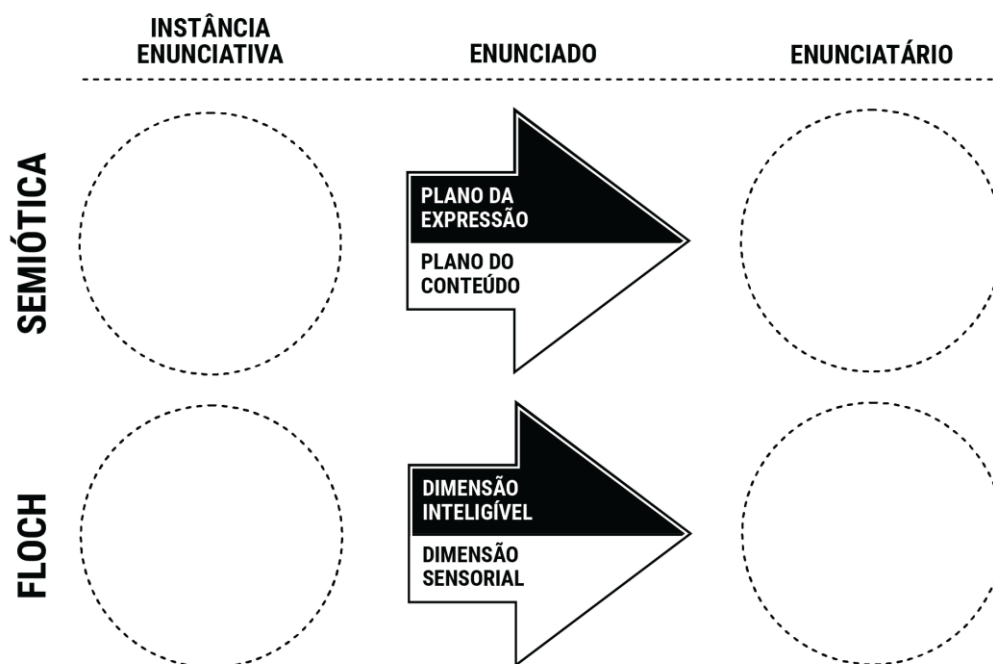 INSTÂNCIA
ENUNCIATIVA
ENUNCIADO
ENUNCIATÁRIO
SEMIÓTICA
PLANO DA
EXPRESSÃO
PLANO DO
CONTEÚDO
FLOCH
DIMENSÃO
INTELIGÍVEL
DIMENSÃO
SENSORIAL